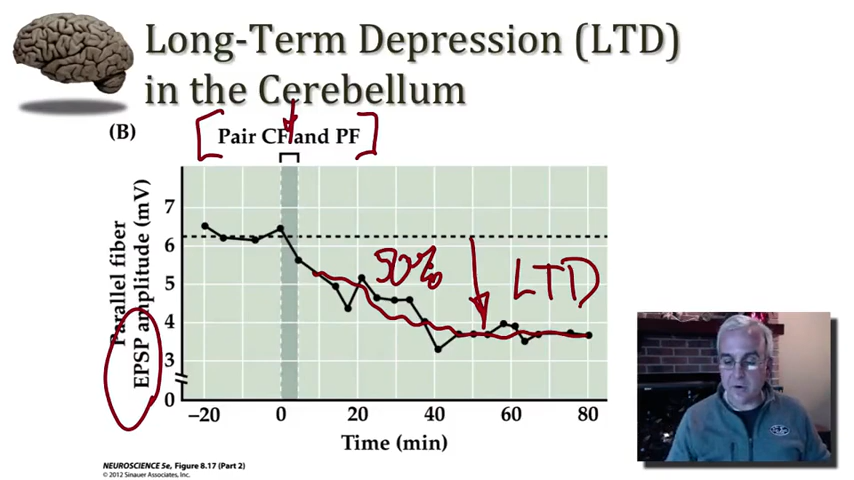 Long-Term Depression (LTD)
in the Cerebellum
(B)
Pair CF and PF
Parallel fiber
EPSP amplitude (mV)
7
6
5
4
3
0
50%
LTD
−20
0
20
40
60
80
Time (min)
NEUROSCIENCE 5e, Figure 8.17 (Part 2)
© 2012 Sinauer Associates, Inc.